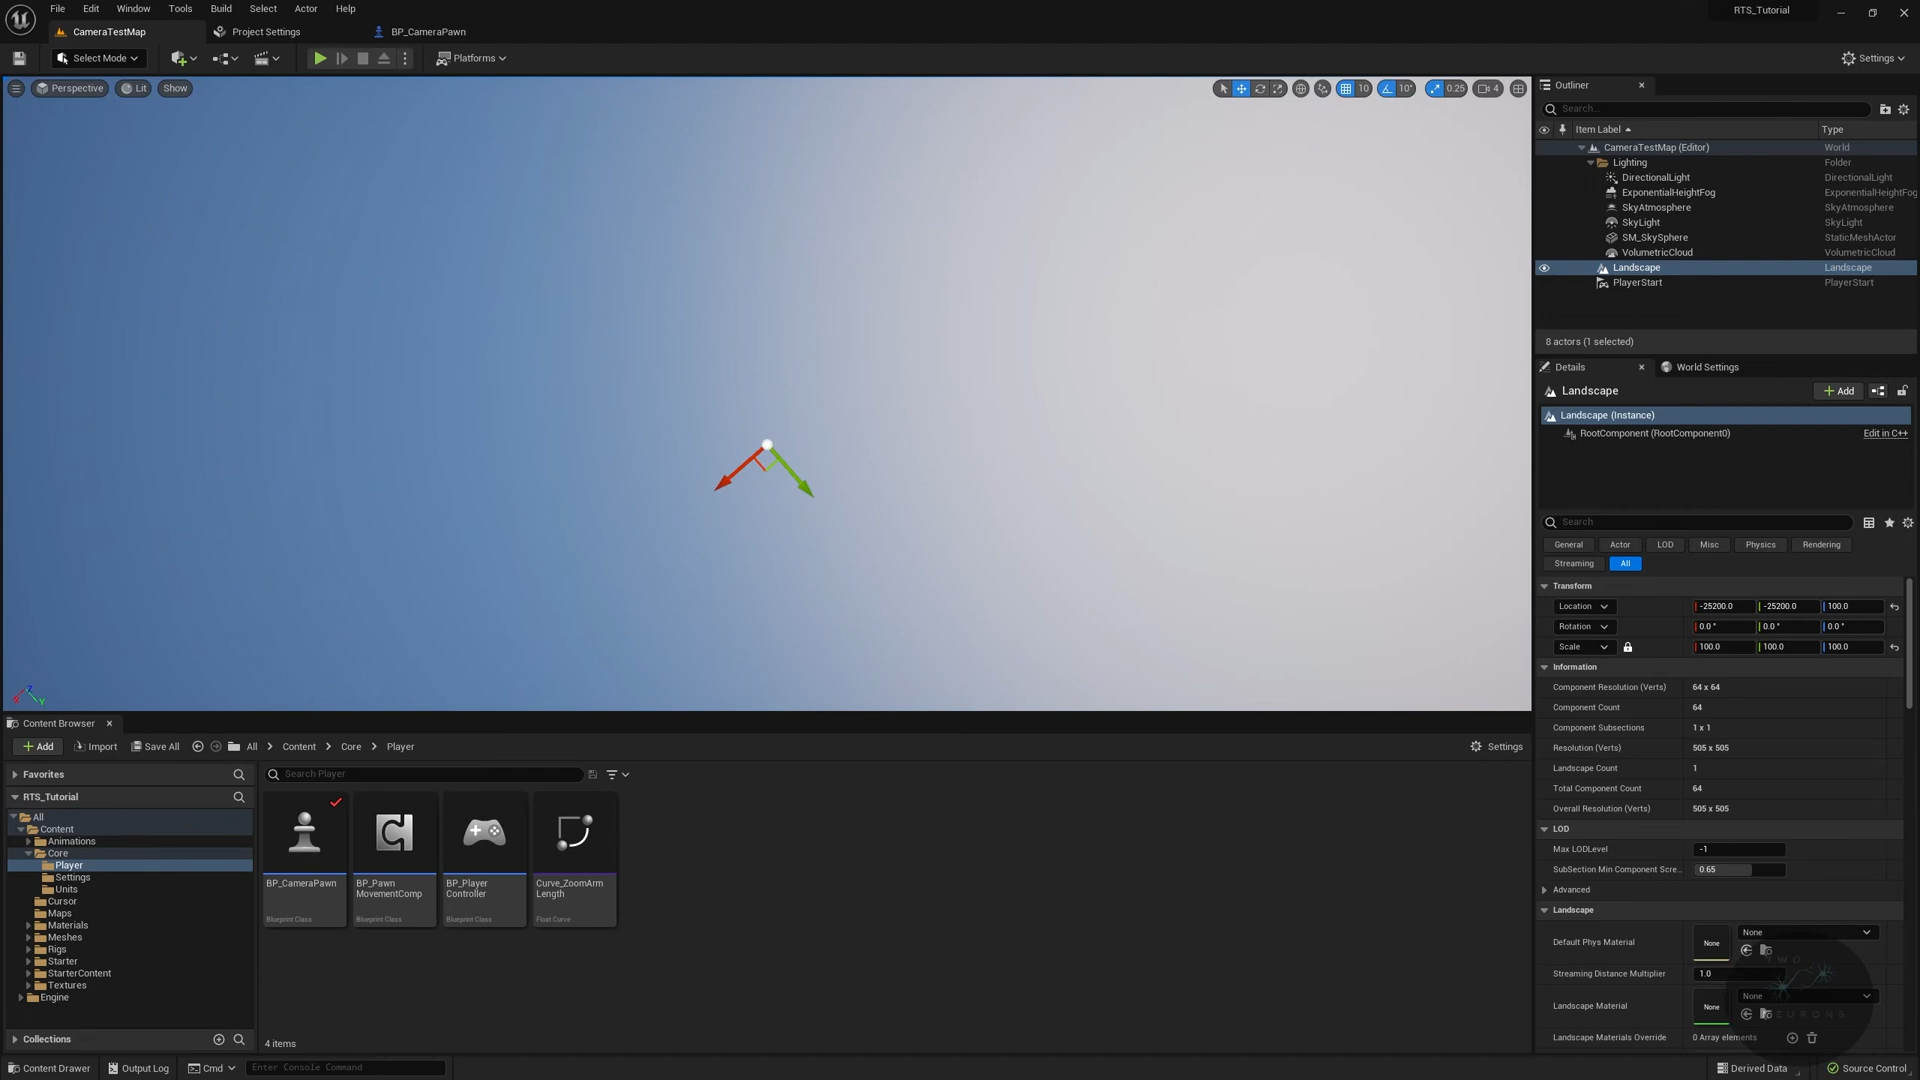 File Edit Window Tools Build Select Actor Help
RTS_Tutorial
CameraTestMap
Project Settings
BP_CameraPawn
Select Mode
Platforms
Settings
Perspective
Lit
Show
10
10°
0.25
4
Outliner
Search...
Item Label
Type
CameraTestMap (Editor) World
Lighting Folder
DirectionalLight DirectionalLight
ExponentialHeightFog ExponentialHeightFog
SkyAtmosphere SkyAtmosphere
SkyLight SkyLight
SM_SkySphere StaticMeshActor
VolumetricCloud VolumetricCloud
Landscape Landscape
PlayerStart PlayerStart
8 actors (1 selected)
Details
World Settings
Landscape
Add
Landscape (Instance)
RootComponent (RootComponent0)
Edit in C++
Search
General Actor LOD Misc Physics Rendering
Streaming All
Transform
Location -25200.0 -25200.0 100.0
Rotation 0.0 ° 0.0 ° 0.0 °
Scale 100.0 100.0 100.0
Information
Component Resolution (Verts) 64 x 64
Component Count 64
Component Subsections 1 x 1
Resolution (Verts) 505 x 505
Landscape Count 1
Total Component Count 64
Overall Resolution (Verts) 505 x 505
LOD
Max LODLevel -1
SubSection Min Component Scre... 0.65
Advanced
Landscape
Default Phys Material None None
Streaming Distance Multiplier 1.0
Landscape Material None None
Landscape Materials Override 0 Array elements
TWO
NEURONS
X Z Y
Content Browser
Add
Import
Save All
All
Content
Core
Player
Settings
Favorites
RTS_Tutorial
All
Content
Animations
Core
Player
Settings
Units
Cursor
Maps
Materials
Meshes
Rigs
Starter
StarterContent
Textures
Engine
Collections
Search Player
BP_CameraPawn
Blueprint Class
BP_Pawn
MovementComp
Blueprint Class
BP_Player
Controller
Blueprint Class
Curve_ZoomArm
Length
Float Curve
4 items
Content Drawer
Output Log
Cmd
Enter Console Command
Derived Data
Source Control